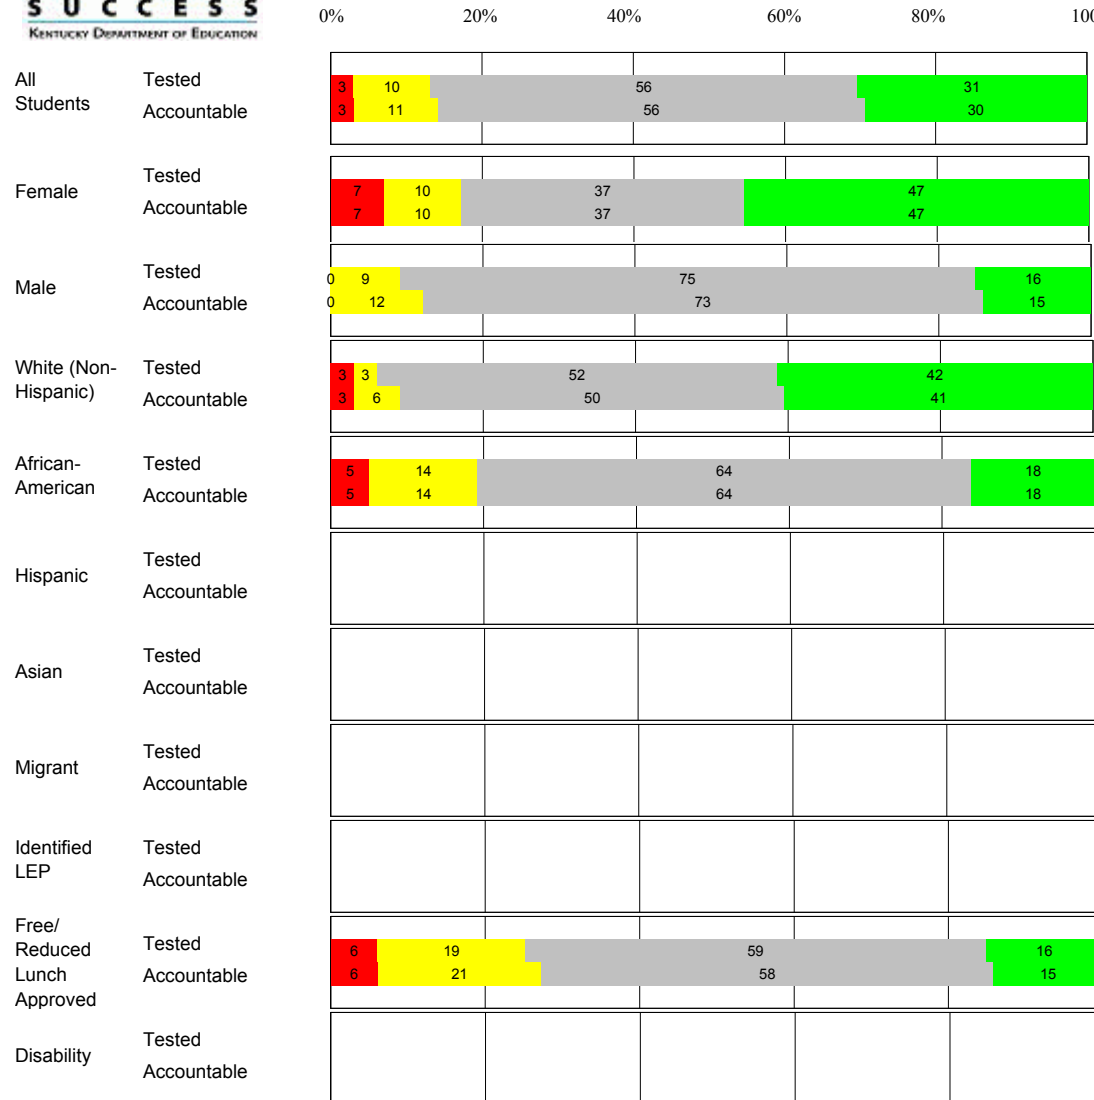 SUCCESS
KENTUCKY DEPARTMENT OF EDUCATION
0% 20% 40% 60% 80% 100
All
Students
Tested 3 10 56 31
Accountable 3 11 56 30
Female
Tested 7 10 37 47
Accountable 7 10 37 47
Male
Tested 0 9 75 16
Accountable 0 12 73 15
White (Non-
Hispanic)
Tested 3 3 52 42
Accountable 3 6 50 41
African-
American
Tested 5 14 64 18
Accountable 5 14 64 18
Hispanic
Tested
Accountable
Asian
Tested
Accountable
Migrant
Tested
Accountable
Identified
LEP
Tested
Accountable
Free/
Reduced
Lunch
Approved
Tested 6 19 59 16
Accountable 6 21 58 15
Disability
Tested
Accountable